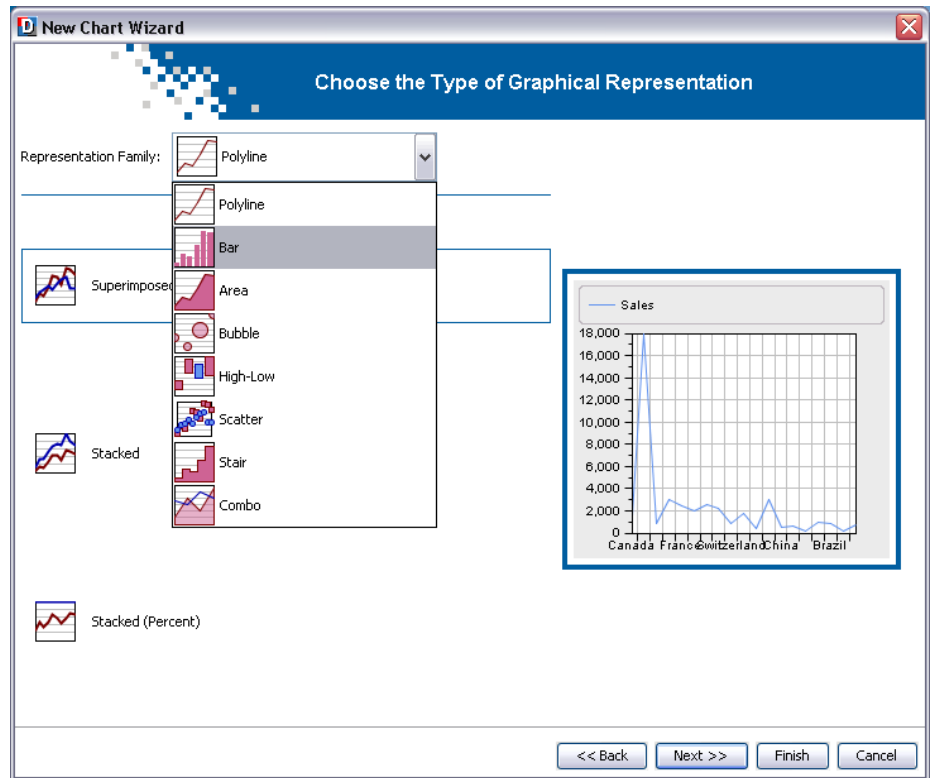 New Chart Wizard
Choose the Type of Graphical Representation
Representation Family:
Polyline
Polyline
Bar
Area
Bubble
High-Low
Scatter
Stair
Combo
Superimposed
Stacked
Stacked (Percent)
Sales
18,000
16,000
14,000
12,000
10,000
8,000
6,000
4,000
2,000
0
Canada France Switzerland China Brazil
<< Back Next >> Finish Cancel